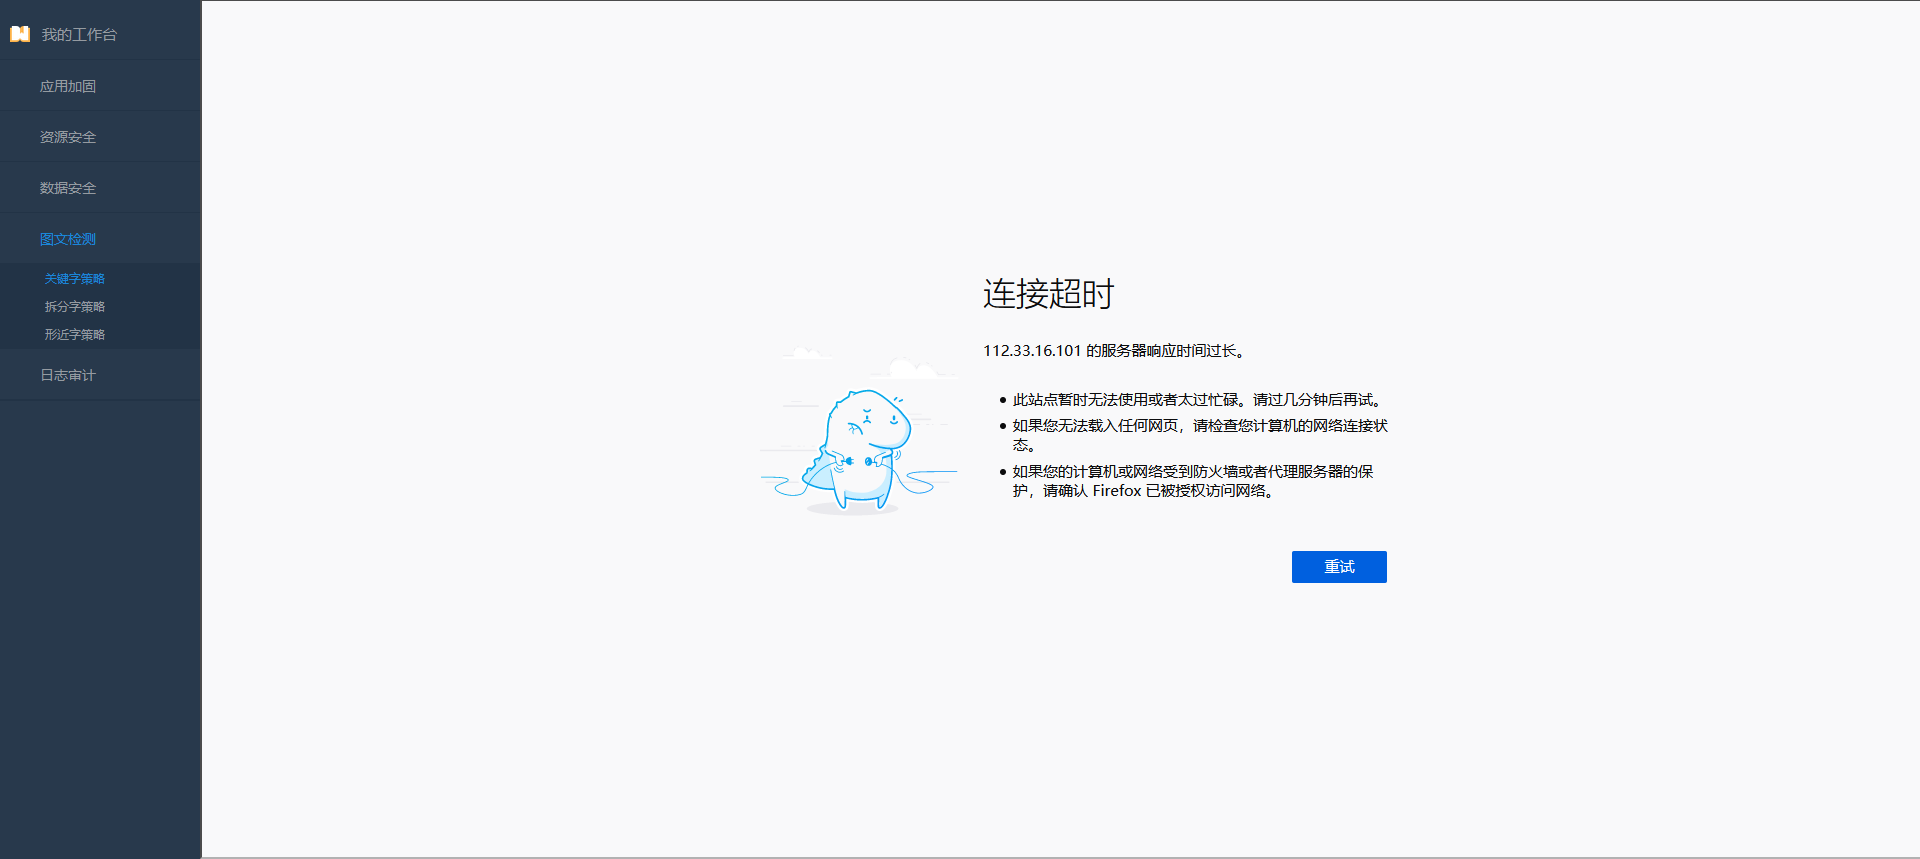 我的工作台
应用加固
资源安全
数据安全
图文检测
关键字策略
拆分字策略
形近字策略
日志审计
连接超时
112.33.16.101 的服务器响应时间过长。
此站点暂时无法使用或者太过忙碌。请过几分钟后再试。
如果您无法载入任何网页，请检查您计算机的网络连接状
态。
如果您的计算机或网络受到防火墙或者代理服务器的保
护，请确认 Firefox 已被授权访问网络。
重试